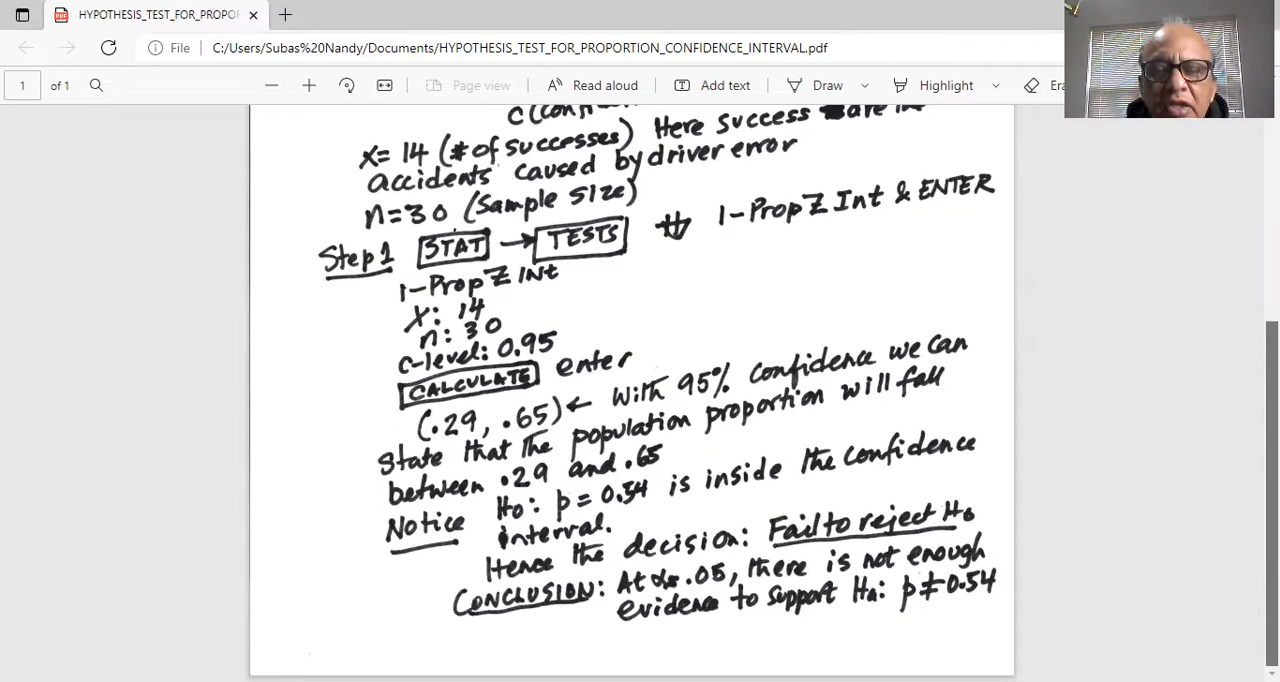 HYPOTHESIS_TEST_FOR_PROPO
File C:/Users/Subas%20Nandy/Documents/HYPOTHESIS_TEST_FOR_PROPORTION_CONFIDENCE_INTERVAL.pdf
1 of 1 Page view Read aloud Add text Draw Highlight Era
x= 14 (# of successes) Here success are the
accidents caused by driver error
n=30 (Sample size)
Step1 STAT → TESTS 1-PropZInt & ENTER
1-PropZINt
x: 14
n: 30
C-level: 0.95
CALCULATE enter
(.29, .65) ← With 95% confidence we can
state that the population proportion will fall
between .29 and .65
Notice Ho: p = 0.54 is inside the confidence
interval.
Hence the decision: Fail to reject Ho
CONCLUSION: At α= .05, there is not enough
evidence to support Ha: p ≠ 0.54